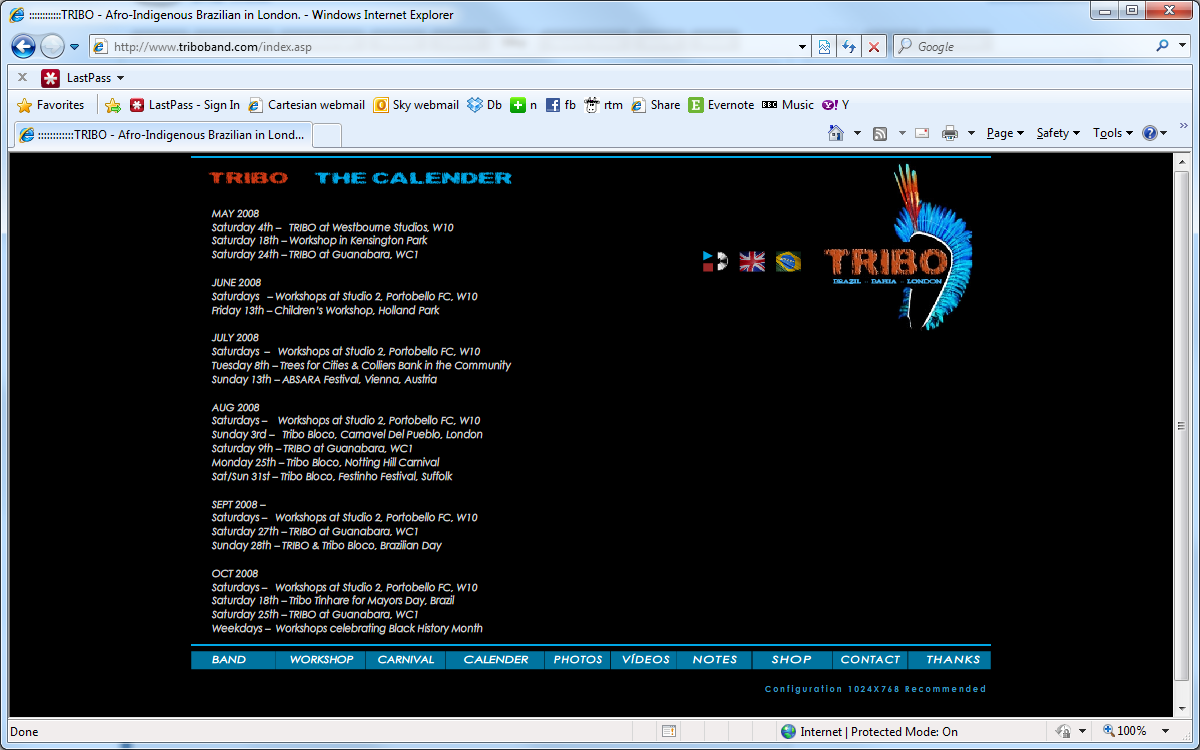 ::::::::::::TRIBO - Afro-Indigenous Brazilian in London. - Windows Internet Explorer
http://www.triboband.com/index.asp
Google
LastPass
Favorites
LastPass - Sign In
Cartesian webmail
Sky webmail
Db
n
fb
rtm
Share
Evernote
BBC Music
Y! Y
::::::::::::TRIBO - Afro-Indigenous Brazilian in Lond...
Page
Safety
Tools
TRIBO THE CALENDER
MAY 2008
Saturday 4th – TRIBO at Westbourne Studios, W10
Saturday 18th – Workshop in Kensington Park
Saturday 24th – TRIBO at Guanabara, WC1
JUNE 2008
Saturdays – Workshops at Studio 2, Portobello FC, W10
Friday 13th – Children's Workshop, Holland Park
JULY 2008
Saturdays – Workshops at Studio 2, Portobello FC, W10
Tuesday 8th – Trees for Cities & Colliers Bank in the Community
Sunday 13th – ABSARA Festival, Vienna, Austria
AUG 2008
Saturdays – Workshops at Studio 2, Portobello FC, W10
Sunday 3rd – Tribo Bloco, Carnavel Del Pueblo, London
Saturday 9th – TRIBO at Guanabara, WC1
Monday 25th – Tribo Bloco, Notting Hill Carnival
Sat/Sun 31st – Tribo Bloco, Festinho Festival, Suffolk
SEPT 2008 –
Saturdays – Workshops at Studio 2, Portobello FC, W10
Saturday 27th – TRIBO at Guanabara, WC1
Sunday 28th – TRIBO & Tribo Bloco, Brazilian Day
OCT 2008
Saturdays – Workshops at Studio 2, Portobello FC, W10
Saturday 18th – Tribo Tinhare for Mayors Day, Brazil
Saturday 25th – TRIBO at Guanabara, WC1
Weekdays – Workshops celebrating Black History Month
TRIBO
BRAZIL - BAHIA - LONDON
BAND WORKSHOP CARNIVAL CALENDER PHOTOS VÍDEOS NOTES SHOP CONTACT THANKS
Configuration 1024X768 Recommended
Done
Internet | Protected Mode: On
100%